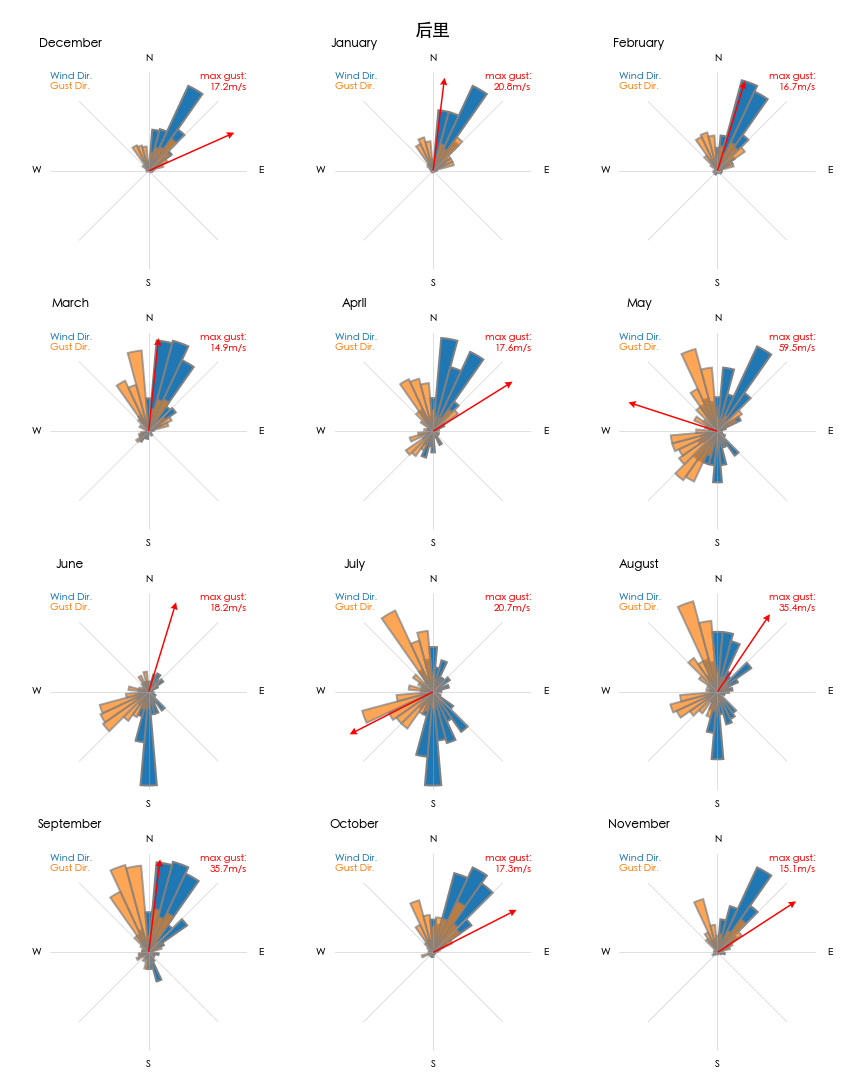 后里
December
N
Wind Dir.
Gust Dir.
max gust:
17.2m/s
W
E
S
January
N
Wind Dir.
Gust Dir.
max gust:
20.8m/s
W
E
S
February
N
Wind Dir.
Gust Dir.
max gust:
16.7m/s
W
E
S
March
N
Wind Dir.
Gust Dir.
max gust:
14.9m/s
W
E
S
April
N
Wind Dir.
Gust Dir.
max gust:
17.6m/s
W
E
S
May
N
Wind Dir.
Gust Dir.
max gust:
59.5m/s
W
E
S
June
N
Wind Dir.
Gust Dir.
max gust:
18.2m/s
W
E
S
July
N
Wind Dir.
Gust Dir.
max gust:
20.7m/s
W
E
S
August
N
Wind Dir.
Gust Dir.
max gust:
35.4m/s
W
E
S
September
N
Wind Dir.
Gust Dir.
max gust:
35.7m/s
W
E
S
October
N
Wind Dir.
Gust Dir.
max gust:
17.3m/s
W
E
S
November
N
Wind Dir.
Gust Dir.
max gust:
15.1m/s
W
E
S